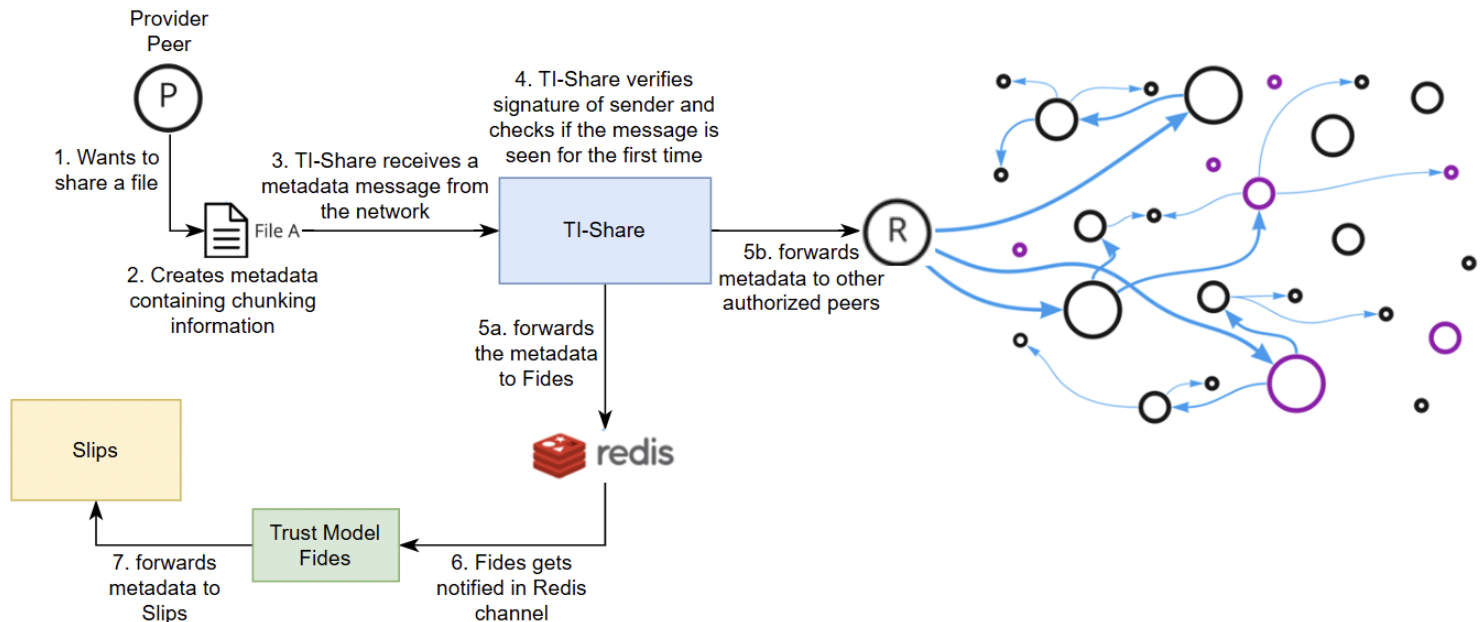 Provider
Peer
P
1. Wants to
share a file
File A
2. Creates metadata
containing chunking
information
3. TI-Share receives a
metadata message from
the network
4. TI-Share verifies
signature of sender and
checks if the message is
seen for the first time
TI-Share
5b. forwards
metadata to other
authorized peers
R
5a. forwards
the metadata
to Fides
redis
6. Fides gets
notified in Redis
channel
Trust Model
Fides
7. forwards
metadata to
Slips
Slips